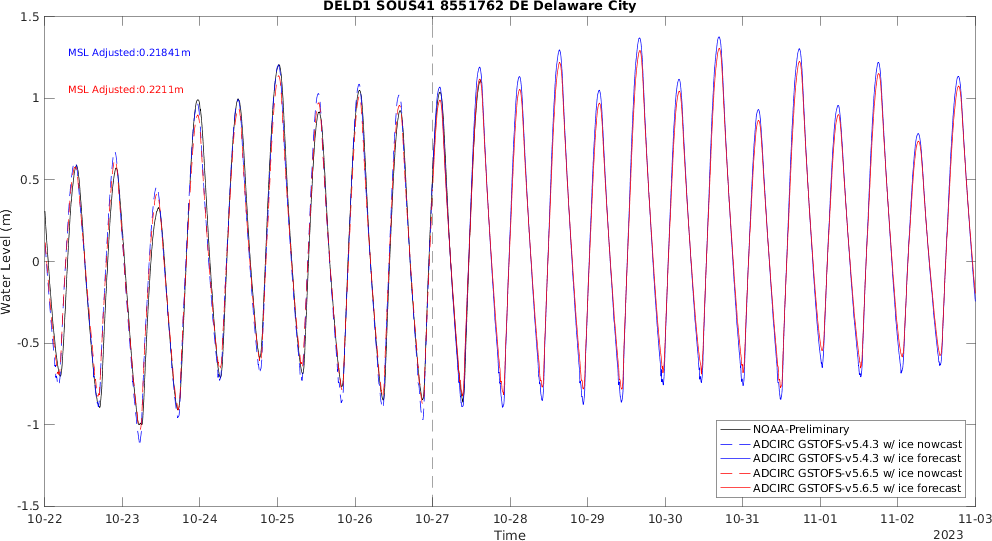 DELD1 SOUS41 8551762 DE Delaware City
1.5
1
0.5
0
-0.5
-1
-1.5
Water Level (m)
MSL Adjusted:0.21841m
MSL Adjusted:0.2211m
NOAA-Preliminary
ADCIRC GSTOFS-v5.4.3 w/ ice nowcast
ADCIRC GSTOFS-v5.4.3 w/ ice forecast
ADCIRC GSTOFS-v5.6.5 w/ ice nowcast
ADCIRC GSTOFS-v5.6.5 w/ ice forecast
10-22 10-23 10-24 10-25 10-26 10-27 10-28 10-29 10-30 10-31 11-01 11-02 11-03
Time
2023